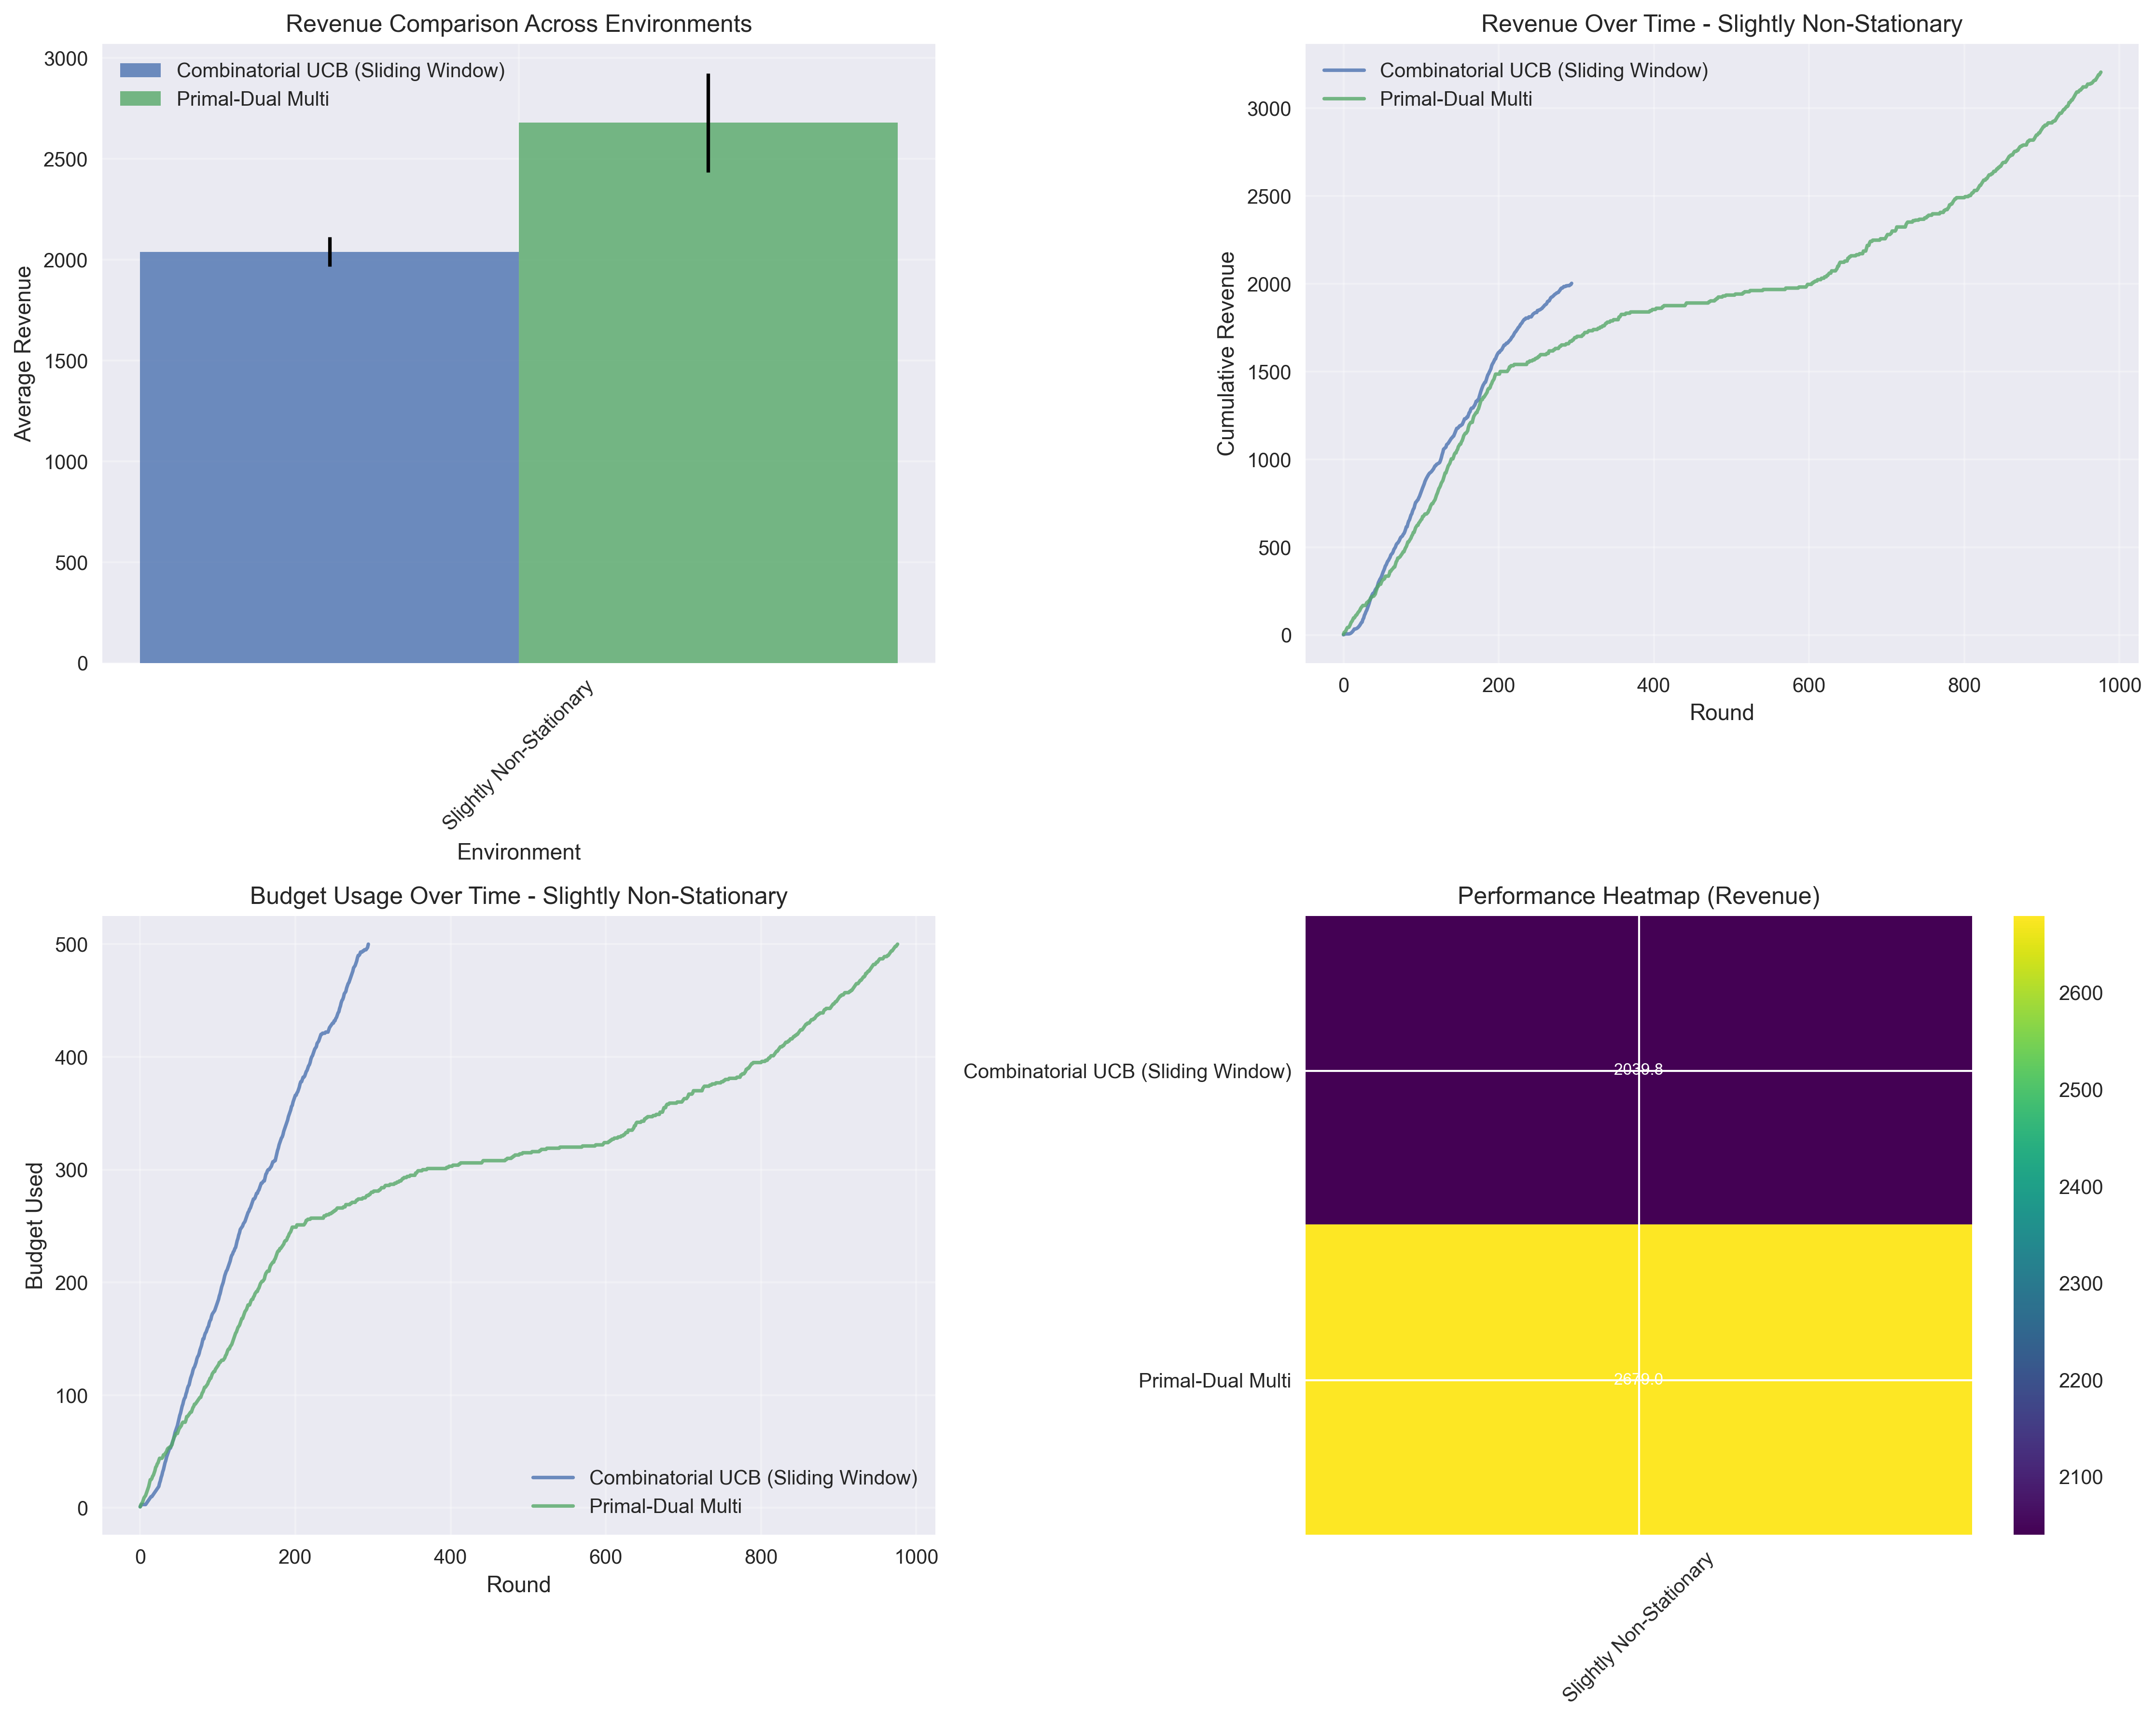 Revenue Comparison Across Environments
Combinatorial UCB (Sliding Window)
Primal-Dual Multi
Average Revenue
3000
2500
2000
1500
1000
500
0
Slightly Non-Stationary
Environment
Revenue Over Time - Slightly Non-Stationary
Combinatorial UCB (Sliding Window)
Primal-Dual Multi
Cumulative Revenue
3000
2500
2000
1500
1000
500
0
0 200 400 600 800 1000
Round
Budget Usage Over Time - Slightly Non-Stationary
Budget Used
500
400
300
200
100
0
Combinatorial UCB (Sliding Window)
Primal-Dual Multi
0 200 400 600 800 1000
Round
Performance Heatmap (Revenue)
Combinatorial UCB (Sliding Window)
2039.8
Primal-Dual Multi
Slightly Non-Stationary
2600
2500
2400
2300
2200
2100